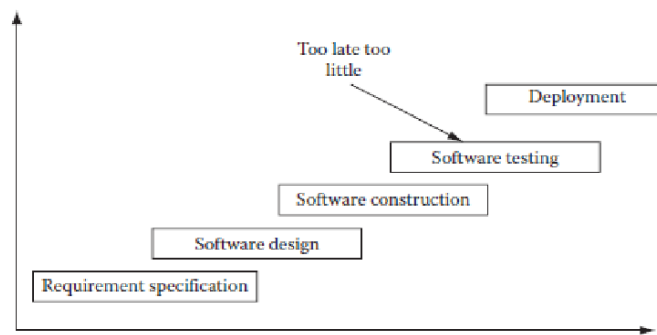 Too late too
little
Deployment
Software testing
Software construction
Software design
Requirement specification